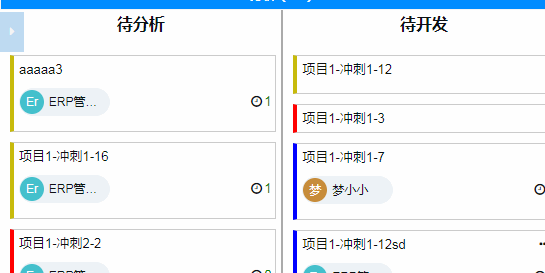 待分析
待开发
aaaaa3
Er ERP管...
1
项目1-冲刺1-16
Er ERP管...
1
项目1-冲刺2-2
项目1-冲刺1-12
项目1-冲刺1-3
项目1-冲刺1-7
梦 梦小小
项目1-冲刺1-12sd